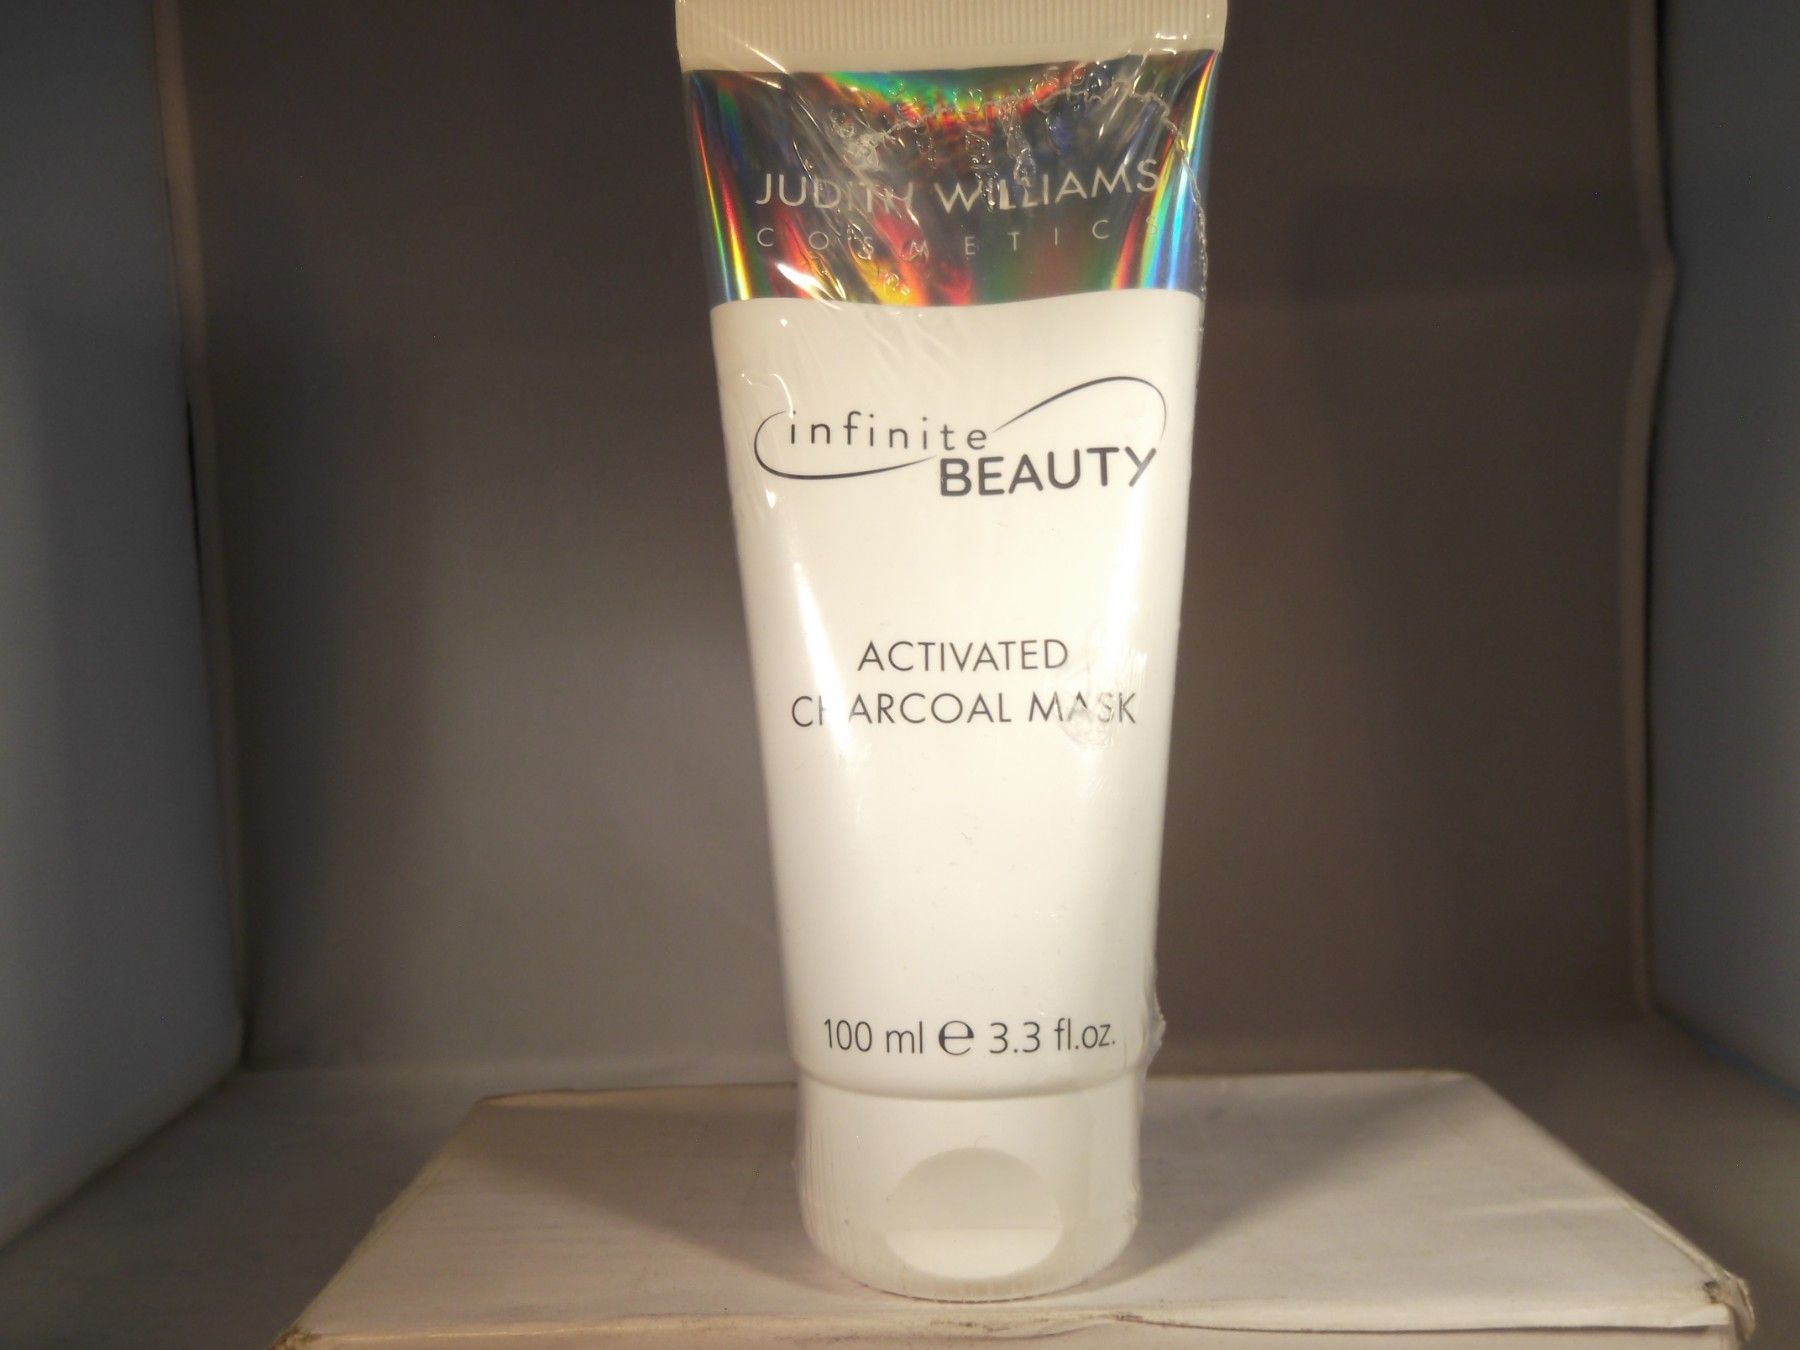 JUDITH WILLIAMS
COSMETICS
infinite
BEAUTY
ACTIVATED
CHARCOAL MASK
100 ml ℮ 3.3 fl.oz.